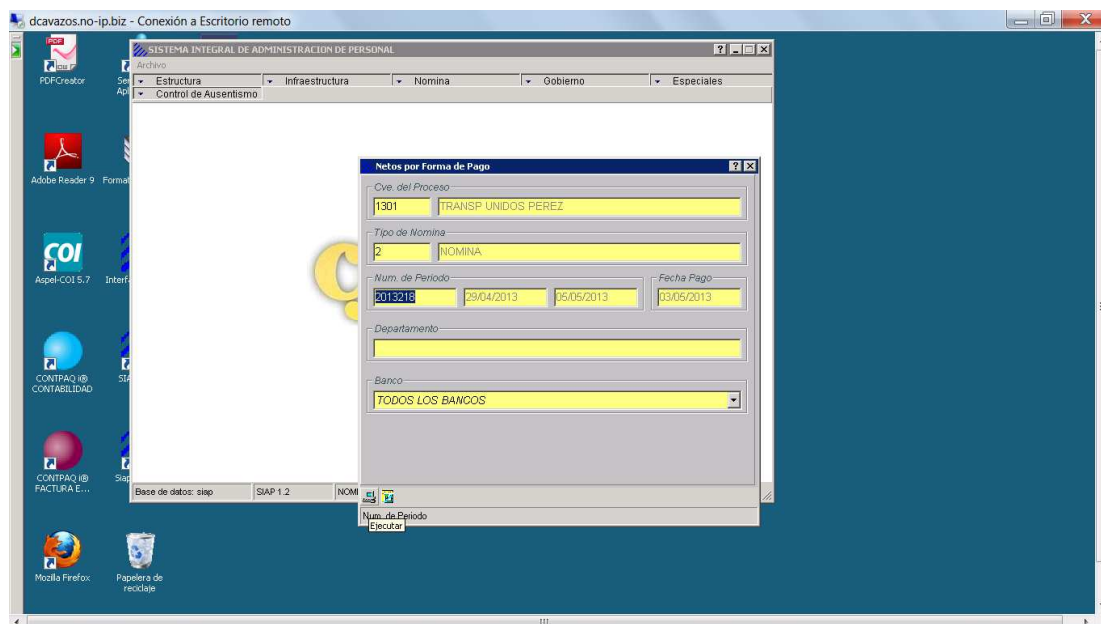 dcavazos.no-ip.biz - Conexión a Escritorio remoto
SISTEMA INTEGRAL DE ADMINISTRACION DE PERSONAL
Archivo
Estructura Infraestructura Nomina Gobierno Especiales
Control de Ausentismo
PDF
PDFCreator
Adobe Reader 9
COI
Aspel-COI 5.7
CONTPAQ i®
CONTABILIDAD
CONTPAQ i®
FACTURA E...
Mozilla Firefox
Papelera de
reciclaje
Netos por Forma de Pago
Cve. del Proceso
1301 TRANSP UNIDOS PEREZ
Tipo de Nomina
2 NOMINA
Num. de Periodo Fecha Pago
2013218 29/04/2013 05/05/2013 03/05/2013
Departamento
Banco
TODOS LOS BANCOS
Base de datos: siap SIAP 1.2 NOMI
Num. de Periodo
Ejecutar